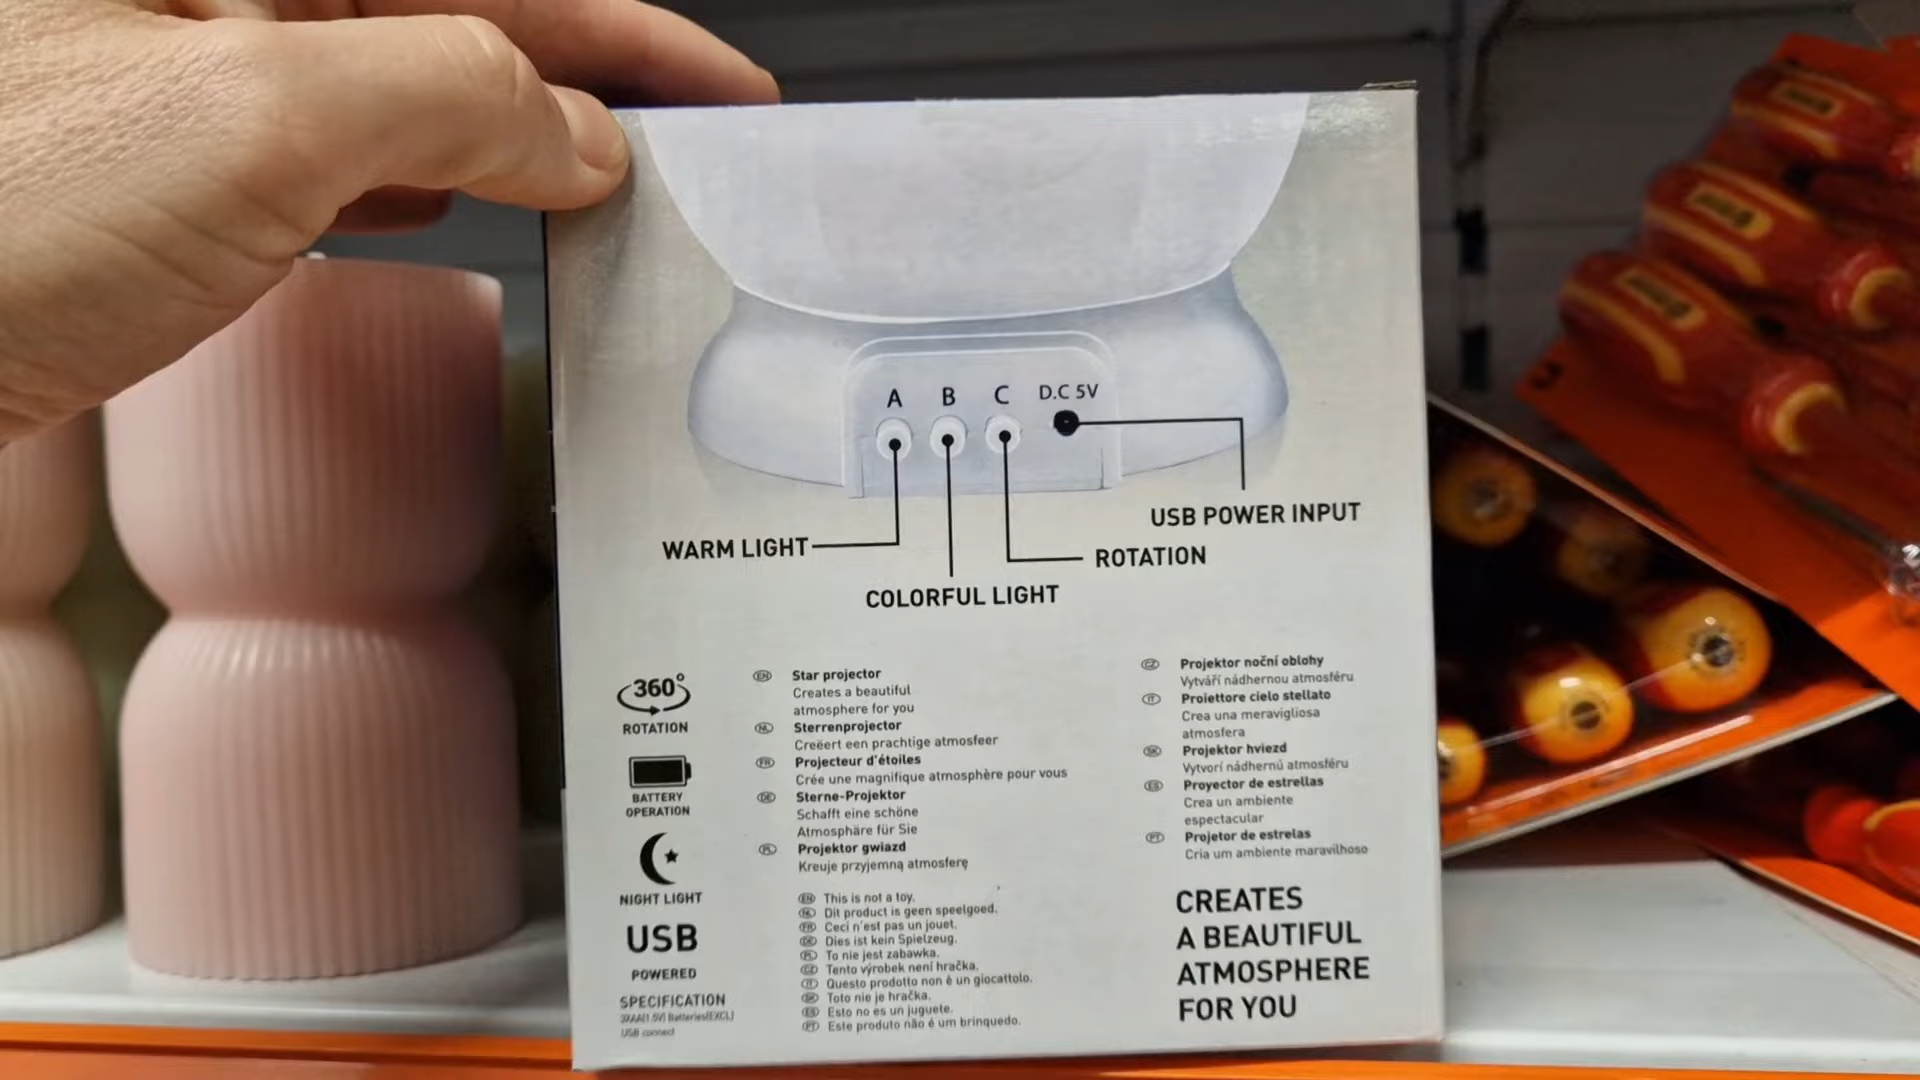 A B C D.C 5V
USB POWER INPUT
WARM LIGHT
ROTATION
COLORFUL LIGHT
360°
ROTATION
BATTERY
OPERATION
NIGHT LIGHT
USB
POWERED
SPECIFICATION
3XAA(1.5V) Batteries(EXCL)
USB connect
EN Star projector
Creates a beautiful
atmosphere for you
NL Sterrenprojector
Creëert een prachtige atmosfeer
FR Projecteur d'étoiles
Crée une magnifique atmosphère pour vous
DE Sterne-Projektor
Schafft eine schöne
Atmosphäre für Sie
PL Projektor gwiazd
Kreuje przyjemną atmosferę
CZ Projektor noční oblohy
Vytváří nádhernou atmosféru
IT Proiettore cielo stellato
Crea una meravigliosa
atmosfera
SK Projektor hviezd
Vytvorí nádhernú atmosféru
ES Proyector de estrellas
Crea un ambiente
espectacular
PT Projetor de estrelas
Cria um ambiente maravilhoso
EN This is not a toy.
NL Dit product is geen speelgoed.
FR Ceci n'est pas un jouet.
DE Dies ist kein Spielzeug.
PL To nie jest zabawka.
CZ Tento výrobek není hračka.
IT Questo prodotto non è un giocattolo.
SK Toto nie je hračka.
ES Esto no es un juguete.
PT Este produto não é um brinquedo.
CREATES
A BEAUTIFUL
ATMOSPHERE
FOR YOU